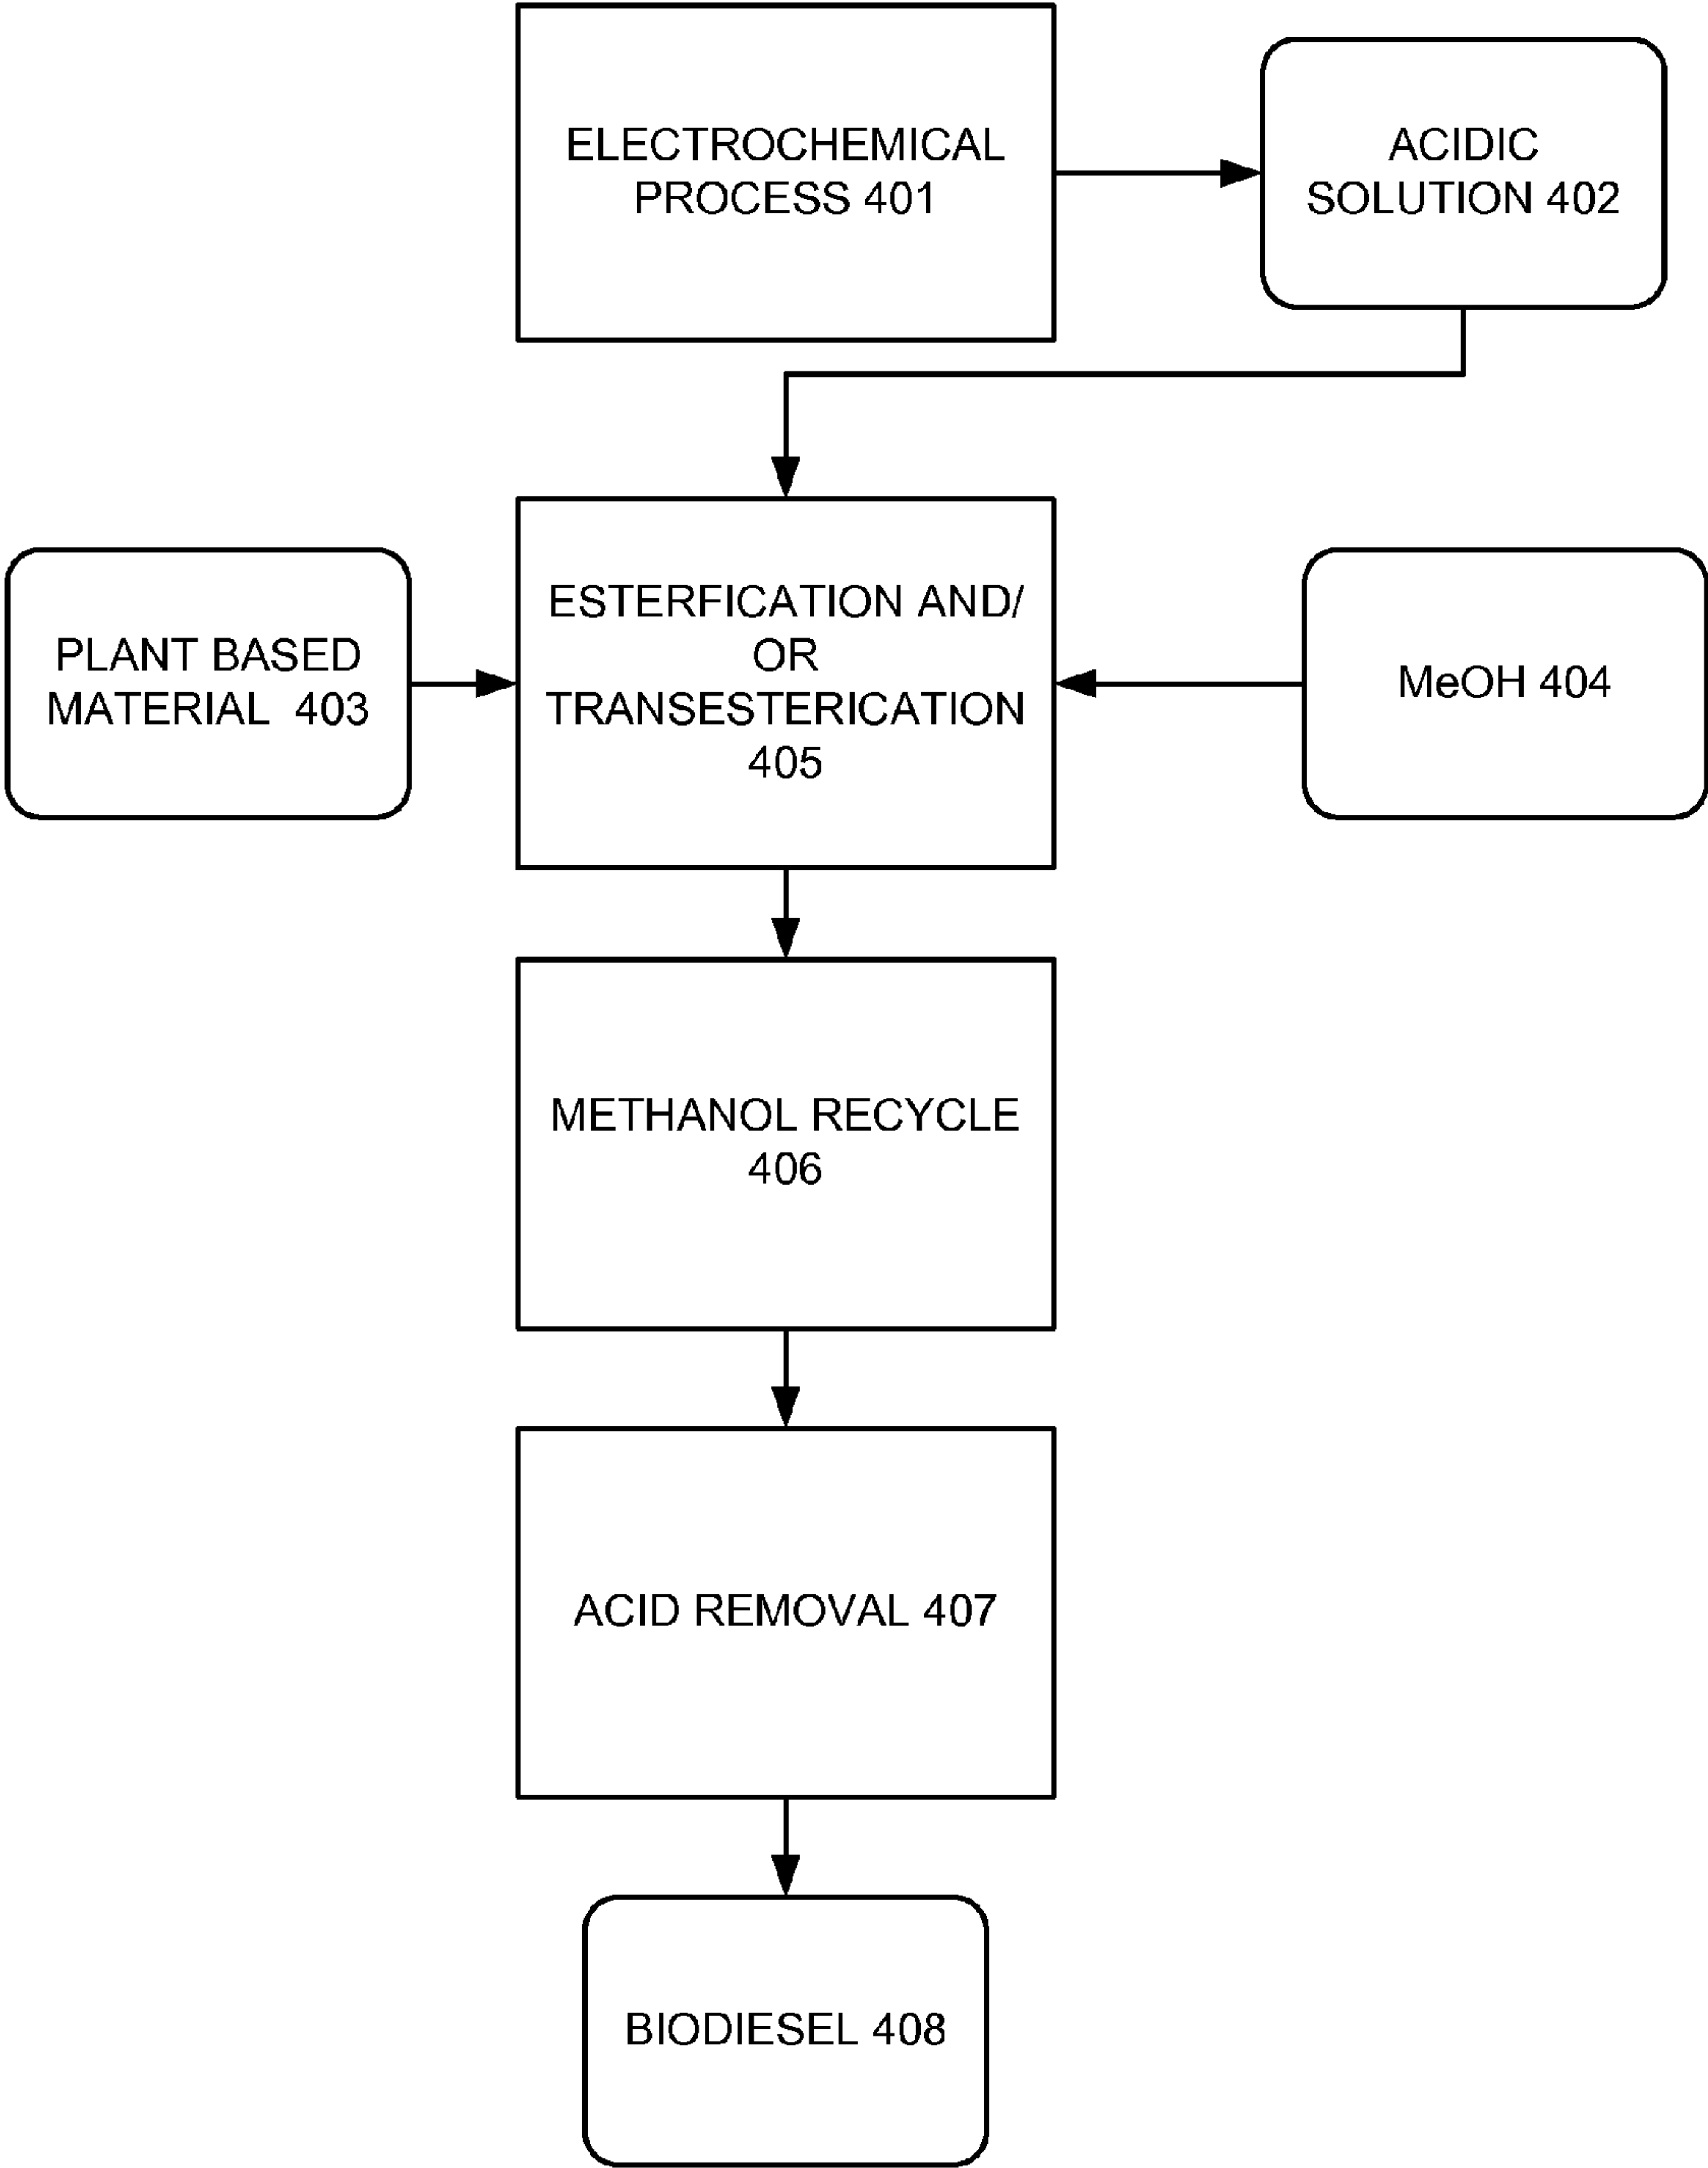 ELECTROCHEMICAL
PROCESS 401
ACIDIC
SOLUTION 402
PLANT BASED
MATERIAL 403
ESTERFICATION AND/
OR
TRANSESTERICATION
405
MeOH 404
METHANOL RECYCLE
406
ACID REMOVAL 407
BIODIESEL 408